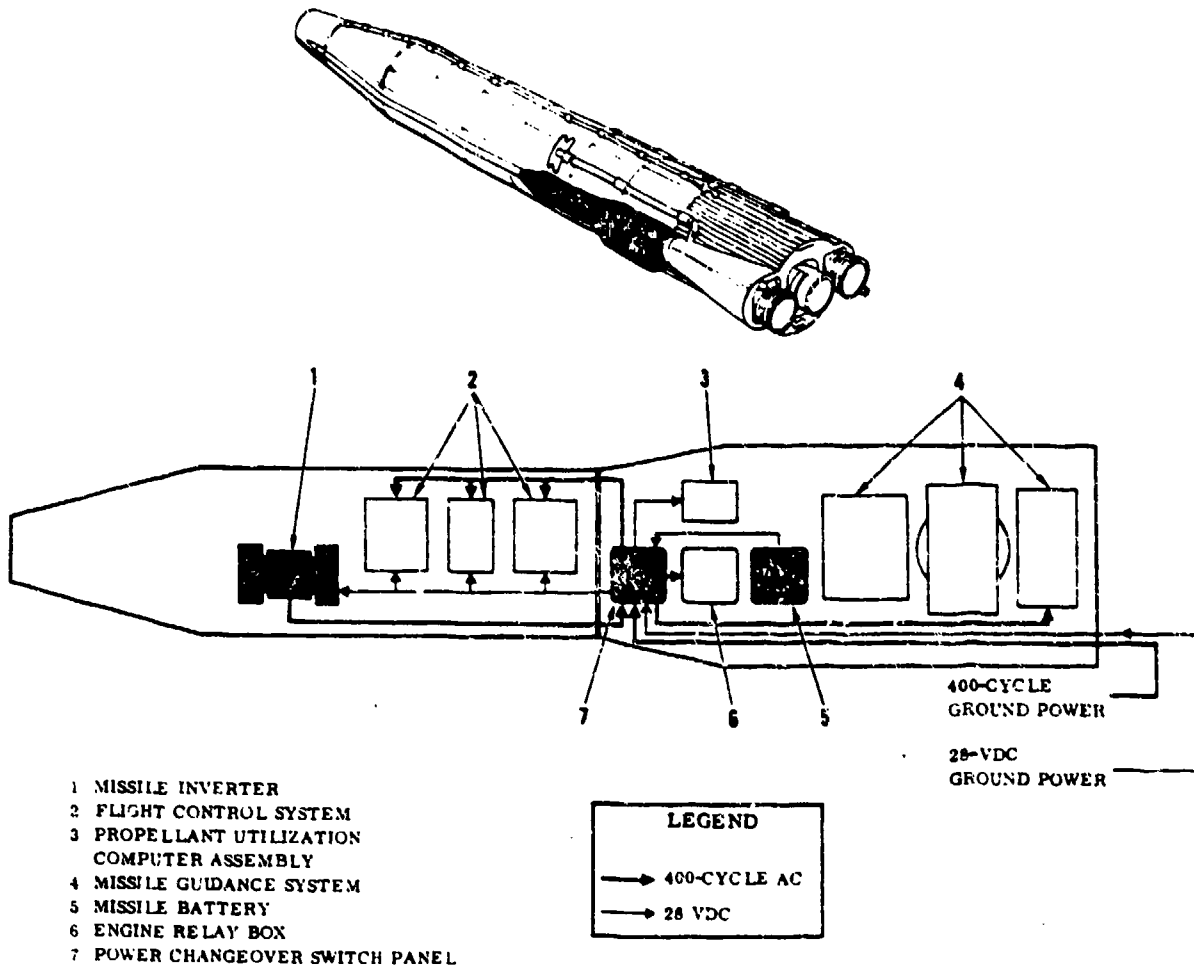 1
2
3
4
7
6
5
400-CYCLE
GROUND POWER
28-VDC
GROUND POWER
1 MISSILE INVERTER
2 FLIGHT CONTROL SYSTEM
3 PROPELLANT UTILIZATION
COMPUTER ASSEMBLY
4 MISSILE GUIDANCE SYSTEM
5 MISSILE BATTERY
6 ENGINE RELAY BOX
7 POWER CHANGEOVER SWITCH PANEL
LEGEND
400-CYCLE AC
28 VDC